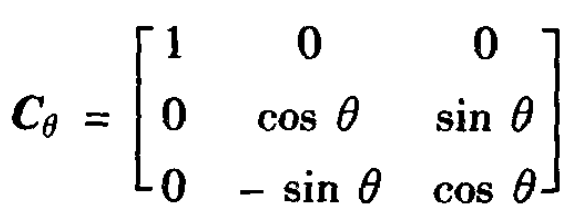 1 0 0
C_θ = 0 cos θ sin θ
0 − sin θ cos θ